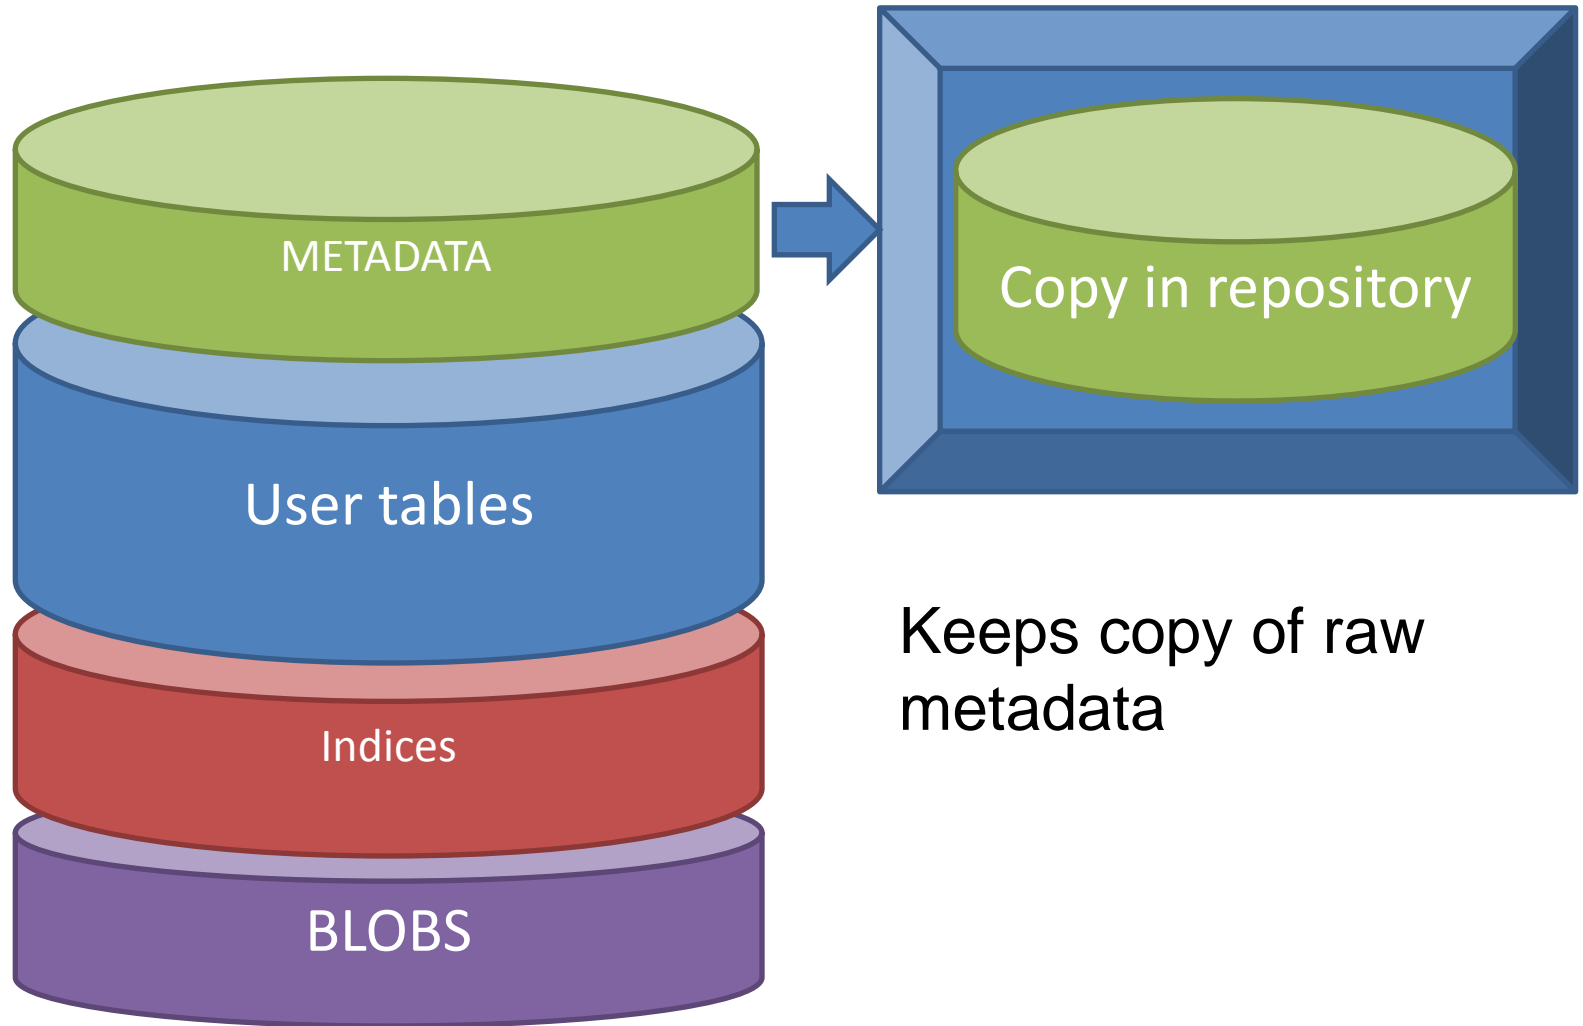 METADATA
Copy in repository
User tables
Keeps copy of raw
metadata
Indices
BLOBS